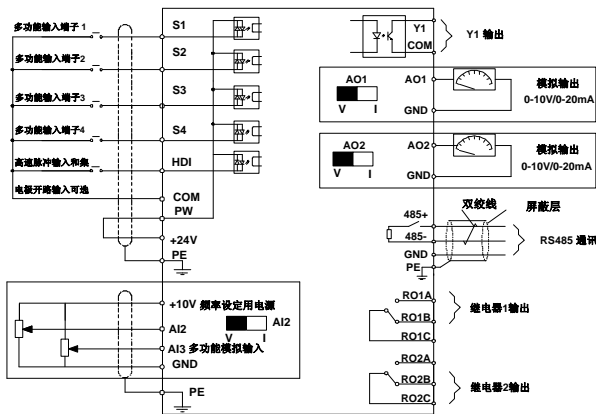 多功能输入端子1
S1
多功能输入端子2
S2
多功能输入端子3
S3
多功能输入端子4
S4
高速脉冲输入和集
HDI
电极开路输入可选
COM
PW
+24V
PE
+10V 频率设定用电源
AI2
AI2
V I
AI3 多功能模拟输入
GND
PE
Y1
COM
Y1 输出
AO1
V I
AO1
GND
模拟输出
0-10V/0-20mA
AO2
V I
AO2
GND
模拟输出
0-10V/0-20mA
双绞线
屏蔽层
485+
485-
GND
PE
RS485 通讯
RO1A
RO1B
RO1C
继电器1输出
RO2A
RO2B
RO2C
继电器2输出